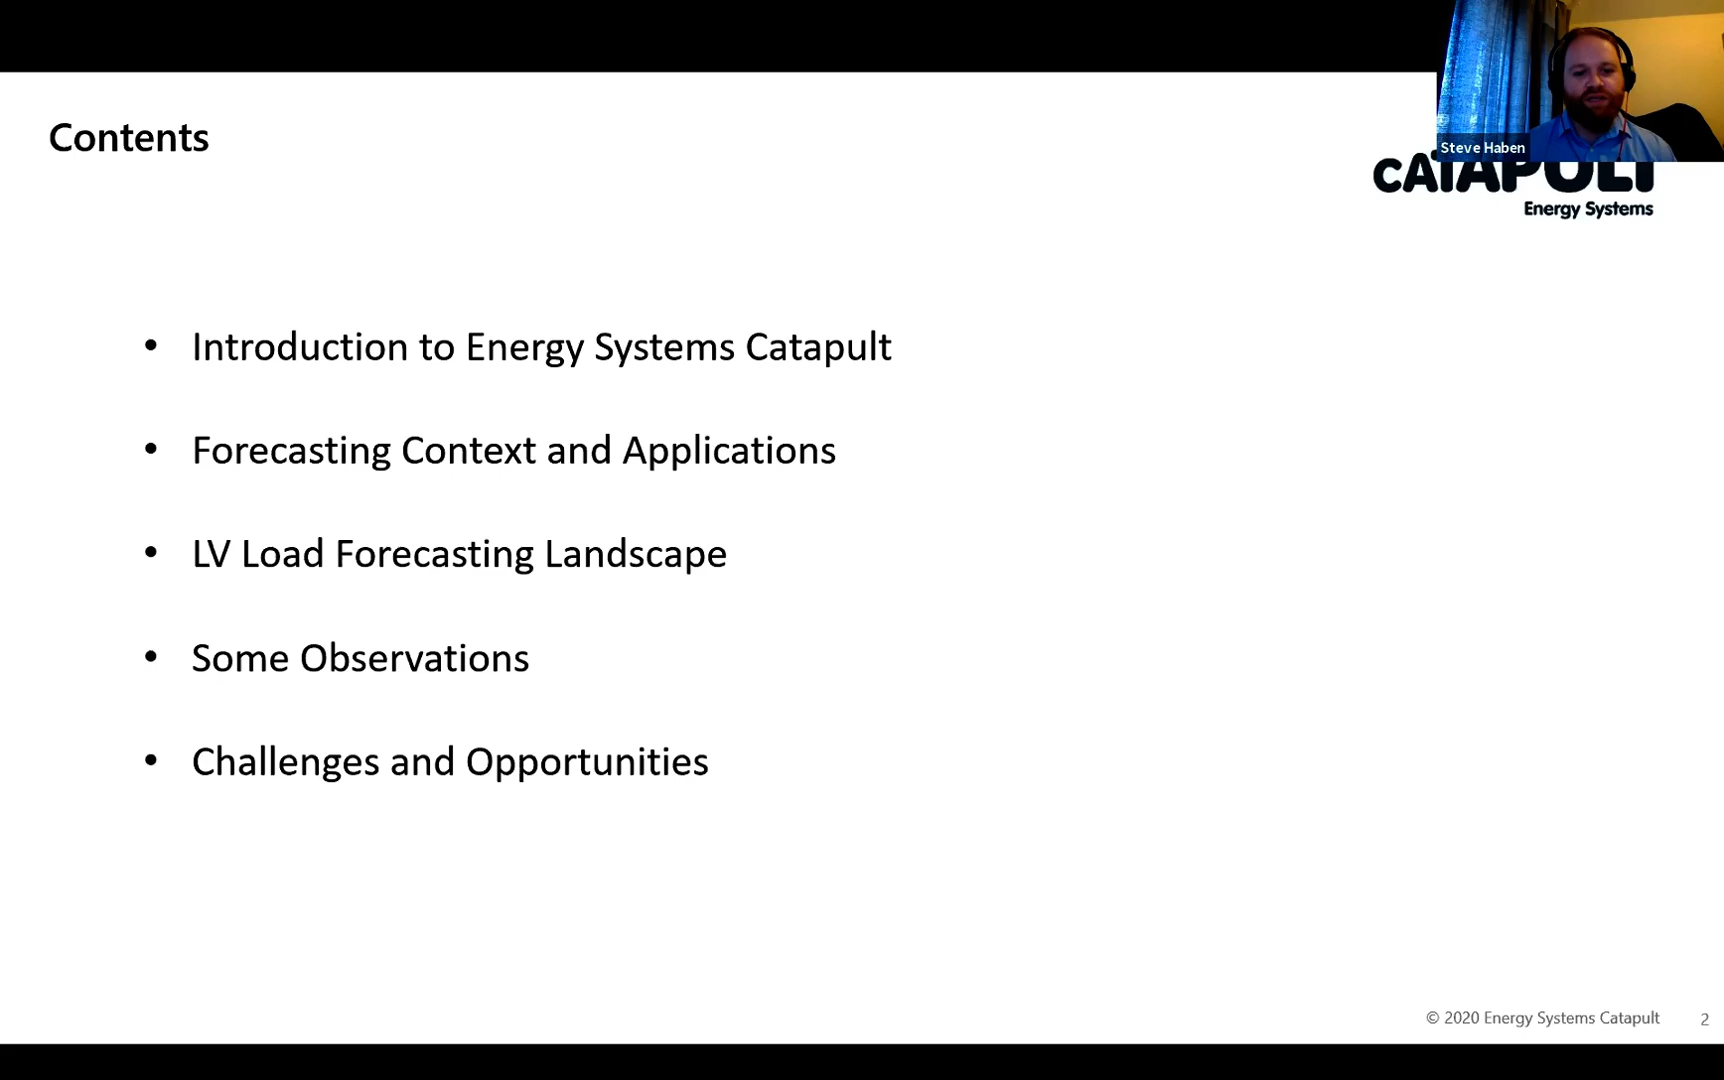 Contents
Steve Haben
CATAPULT
Energy Systems
• Introduction to Energy Systems Catapult
• Forecasting Context and Applications
• LV Load Forecasting Landscape
• Some Observations
• Challenges and Opportunities
© 2020 Energy Systems Catapult 2